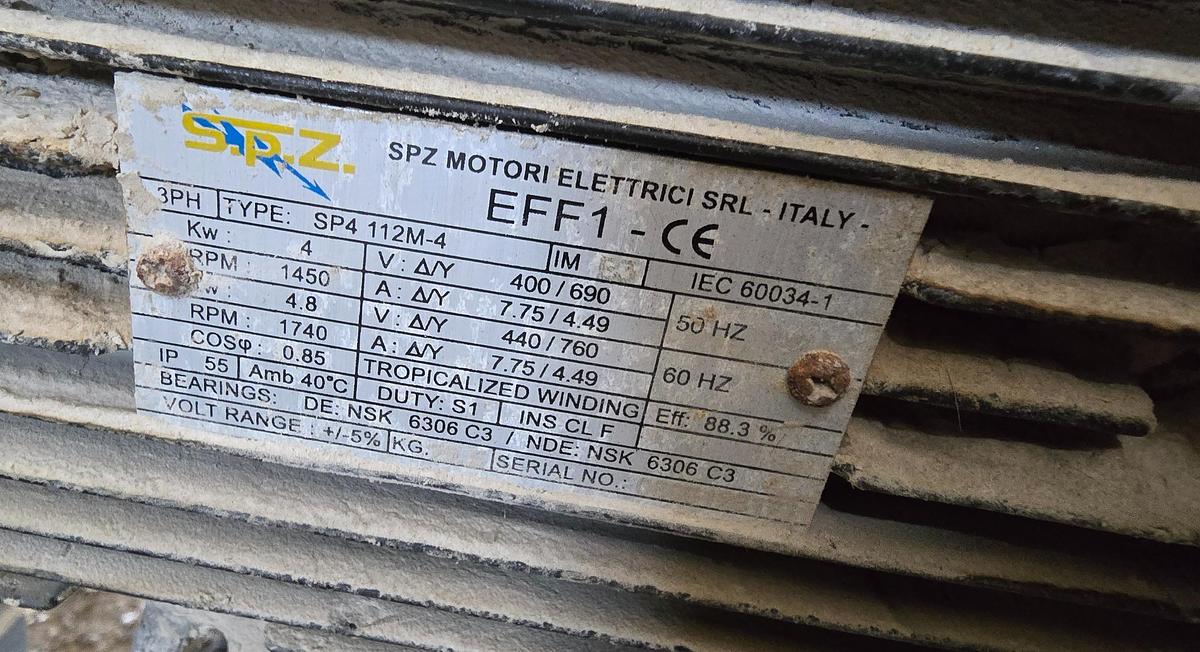 S.P.Z.
SPZ MOTORI ELETTRICI SRL - ITALY -
EFF1 - CE
3PH TYPE: SP4 112M-4 IM IEC 60034-1
Kw : 4 V : Δ/Y 400 / 690 50 HZ
RPM : 1450 A : Δ/Y 7.75 / 4.49
4.8 V : Δ/Y 440 / 760 60 HZ
RPM : 1740 A : Δ/Y 7.75 / 4.49
COSφ : 0.85 TROPICALIZED WINDING Eff: 88.3 %
IP 55 Amb 40°C DUTY: S1 INS CL F
BEARINGS: DE: NSK 6306 C3 / NDE: NSK 6306 C3
VOLT RANGE : +/-5% KG. SERIAL NO.: